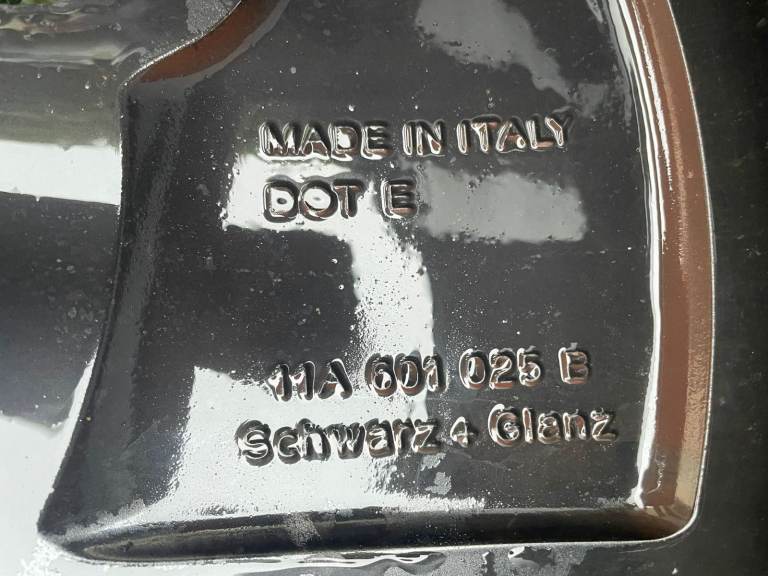 MADE IN ITALY
DOT E
11A 601 025 B
Schwarz + Glanz